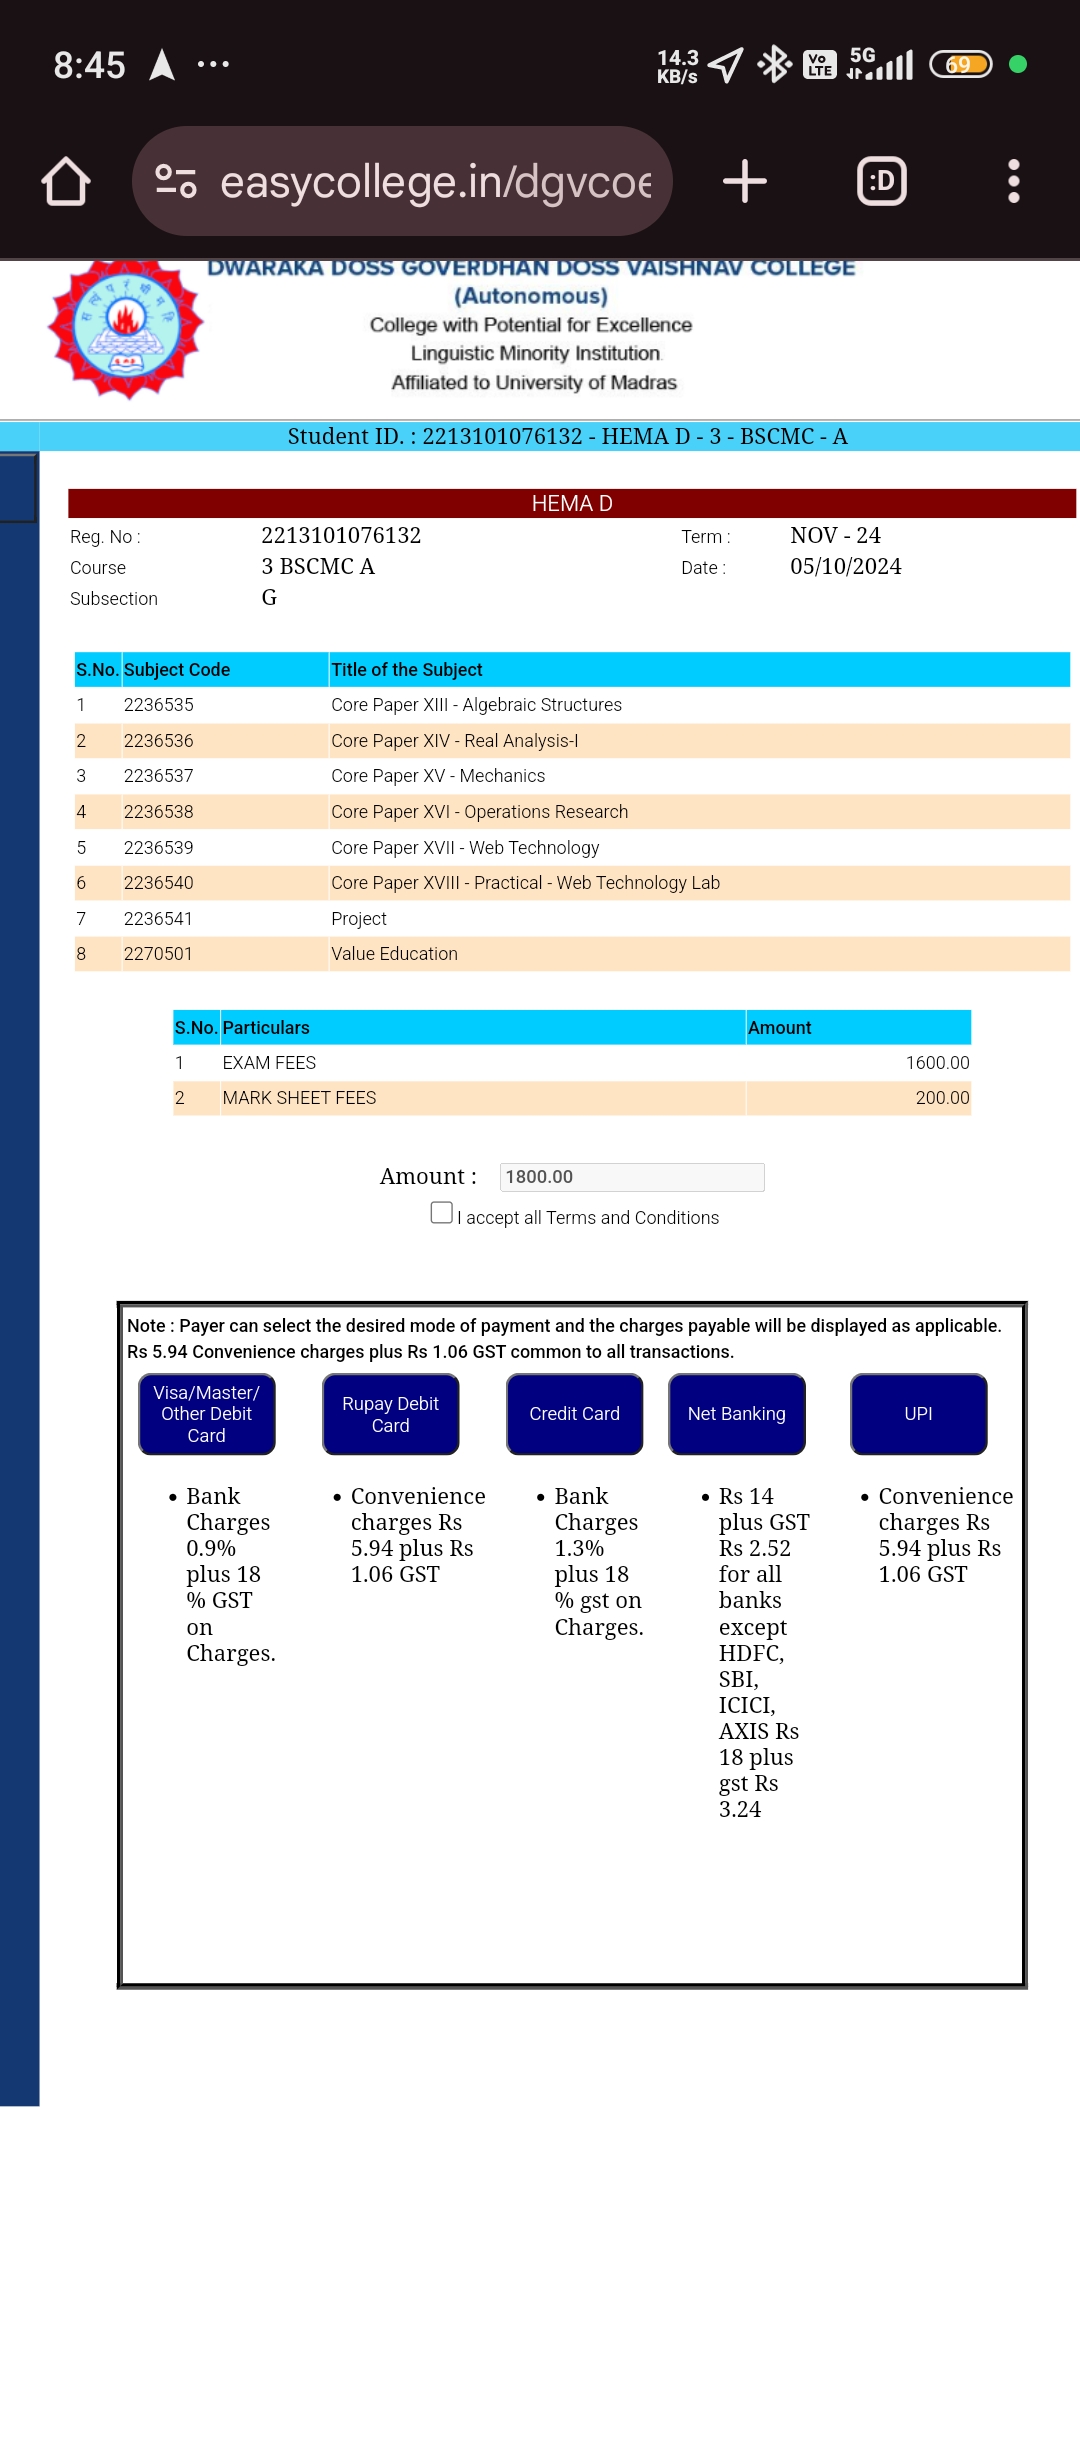 8:45
14.3
KB/s
Vo
LTE
5G
69
easycollege.in/dgvcoe
:D
DWARAKA DOSS GOVERDHAN DOSS VAISHNAV COLLEGE
(Autonomous)
College with Potential for Excellence
Linguistic Minority Institution
Affiliated to University of Madras
Student ID. : 2213101076132 - HEMA D - 3 - BSCMC - A
HEMA D
Reg. No : 2213101076132 Term : NOV - 24
Course 3 BSCMC A Date : 05/10/2024
Subsection G
S.No. Subject Code Title of the Subject
1 2236535 Core Paper XIII - Algebraic Structures
2 2236536 Core Paper XIV - Real Analysis-I
3 2236537 Core Paper XV - Mechanics
4 2236538 Core Paper XVI - Operations Research
5 2236539 Core Paper XVII - Web Technology
6 2236540 Core Paper XVIII - Practical - Web Technology Lab
7 2236541 Project
8 2270501 Value Education
S.No. Particulars Amount
1 EXAM FEES 1600.00
2 MARK SHEET FEES 200.00
Amount : 1800.00
I accept all Terms and Conditions
Note : Payer can select the desired mode of payment and the charges payable will be displayed as applicable.
Rs 5.94 Convenience charges plus Rs 1.06 GST common to all transactions.
Visa/Master/
Other Debit
Card
Rupay Debit
Card
Credit Card
Net Banking
UPI
• Bank
Charges
0.9%
plus 18
% GST
on
Charges.
• Convenience
charges Rs
5.94 plus Rs
1.06 GST
• Bank
Charges
1.3%
plus 18
% gst on
Charges.
• Rs 14
plus GST
Rs 2.52
for all
banks
except
HDFC,
SBI,
ICICI,
AXIS Rs
18 plus
gst Rs
3.24
• Convenience
charges Rs
5.94 plus Rs
1.06 GST